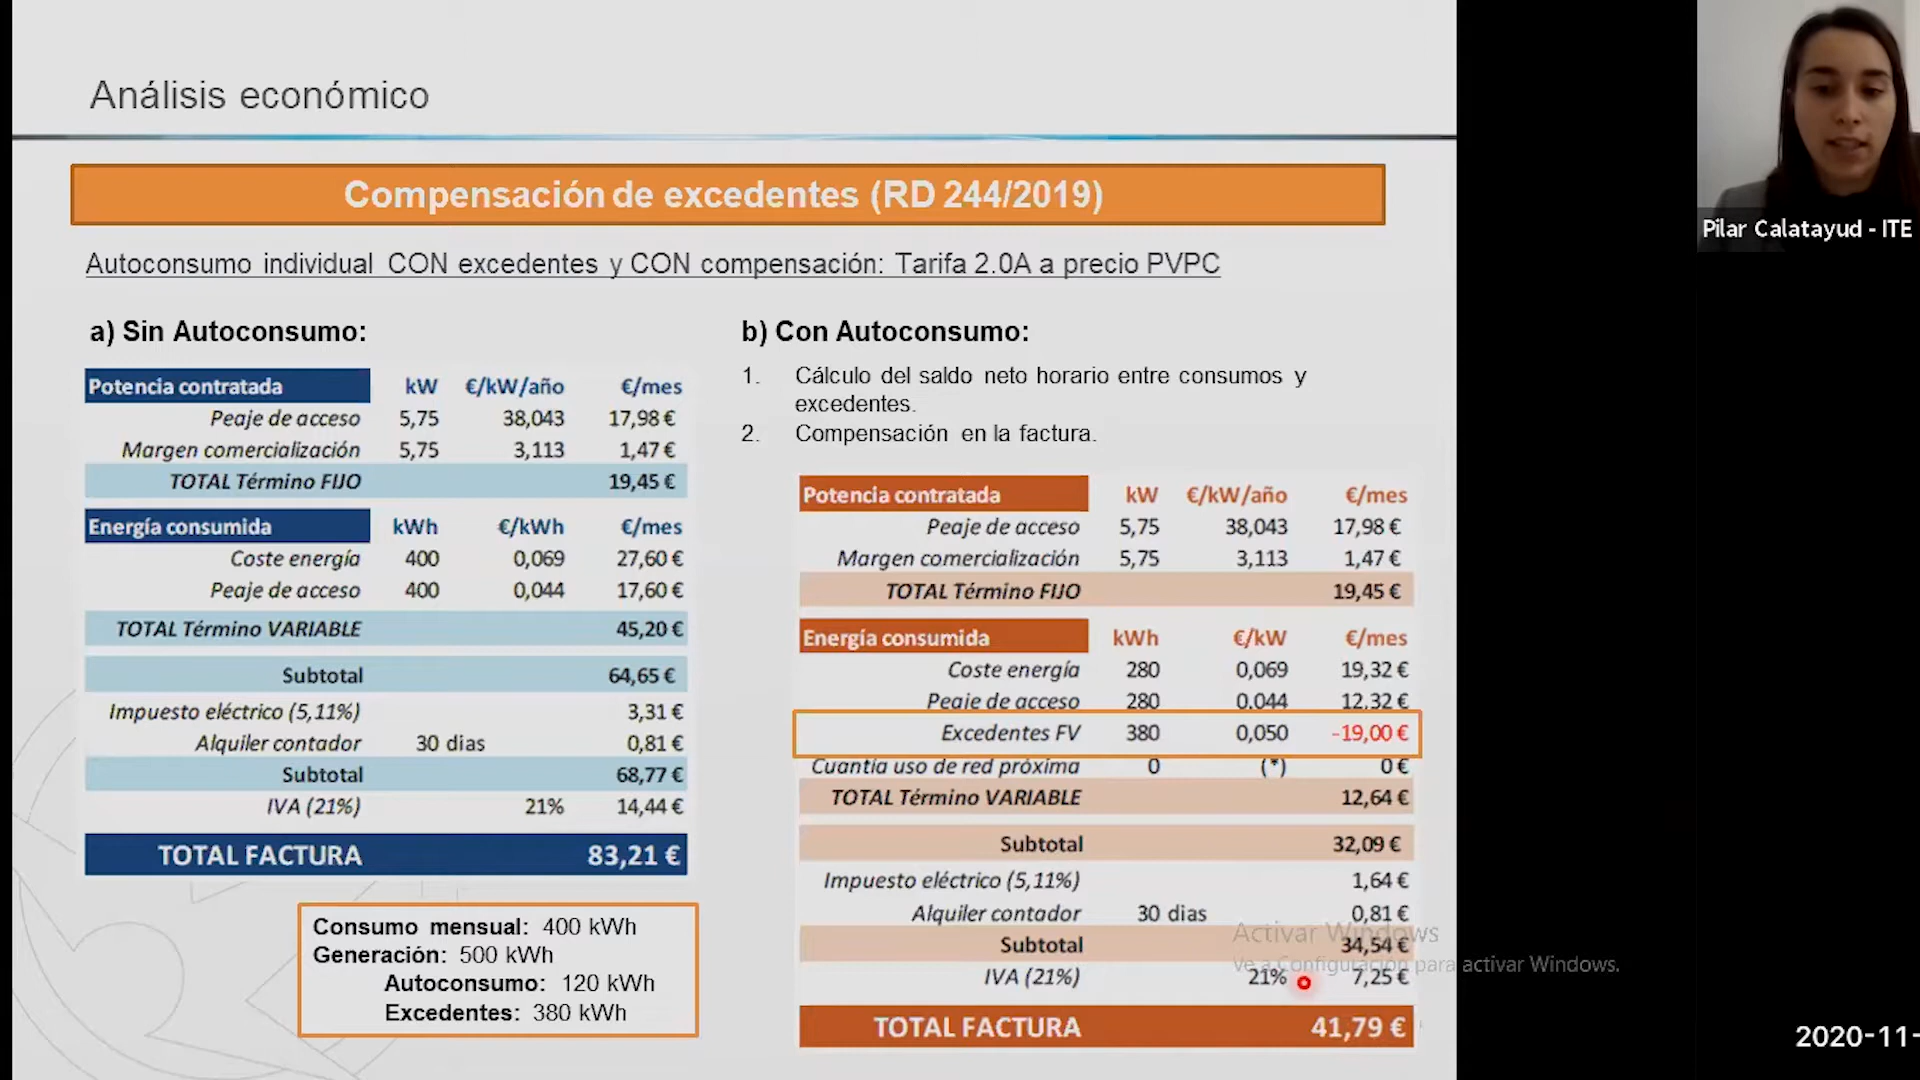 Análisis económico
Compensación de excedentes (RD 244/2019)
Autoconsumo individual CON excedentes y CON compensación: Tarifa 2.0A a precio PVPC
a) Sin Autoconsumo:
Potencia contratada kW €/kW/año €/mes
Peaje de acceso 5,75 38,043 17,98 €
Margen comercialización 5,75 3,113 1,47 €
TOTAL Término FIJO 19,45 €
Energía consumida kWh €/kWh €/mes
Coste energía 400 0,069 27,60 €
Peaje de acceso 400 0,044 17,60 €
TOTAL Término VARIABLE 45,20 €
Subtotal 64,65 €
Impuesto eléctrico (5,11%) 3,31 €
Alquiler contador 30 dias 0,81 €
Subtotal 68,77 €
IVA (21%) 21% 14,44 €
TOTAL FACTURA 83,21 €
Consumo mensual: 400 kWh
Generación: 500 kWh
Autoconsumo: 120 kWh
Excedentes: 380 kWh
b) Con Autoconsumo:
1. Cálculo del saldo neto horario entre consumos y
excedentes.
2. Compensación en la factura.
Potencia contratada kW €/kW/año €/mes
Peaje de acceso 5,75 38,043 17,98 €
Margen comercialización 5,75 3,113 1,47 €
TOTAL Término FIJO 19,45 €
Energía consumida kWh €/kW €/mes
Coste energía 280 0,069 19,32 €
Peaje de acceso 280 0,044 12,32 €
Excedentes FV 380 0,050 -19,00 €
Cuantía uso de red próxima 0 (*) 0 €
TOTAL Término VARIABLE 12,64 €
Subtotal 32,09 €
Impuesto eléctrico (5,11%) 1,64 €
Alquiler contador 30 dias 0,81 €
Subtotal 34,54 €
IVA (21%) 21% 7,25 €
TOTAL FACTURA 41,79 €
Activar Windows
Ve a Configuración para activar Windows.
Pilar Calatayud - ITE
2020-11-